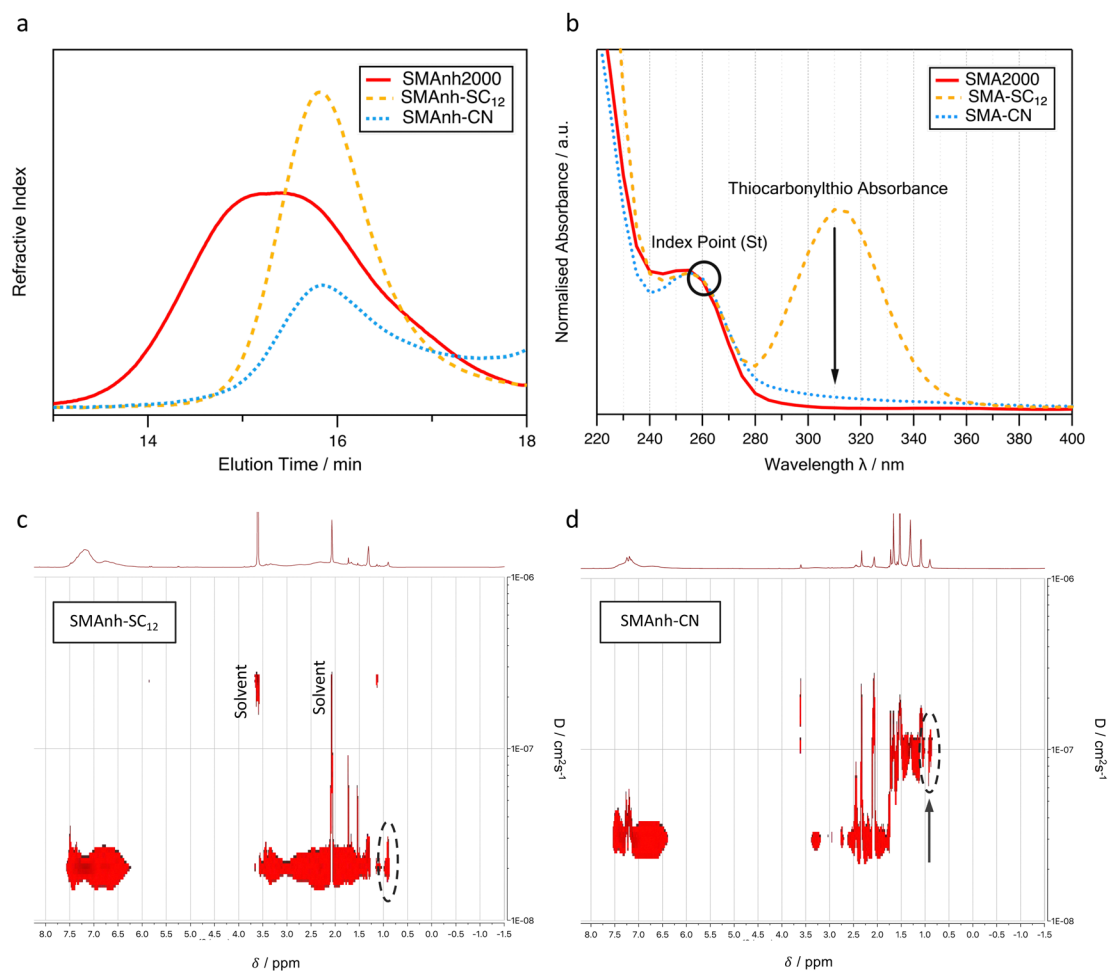 a
SMAnh2000
SMAnh-SC₁₂
SMAnh-CN
Refractive Index
14
16
18
Elution Time / min
b
SMA2000
SMA-SC₁₂
SMA-CN
Thiocarbonylthio Absorbance
Index Point (St)
Normalised Absorbance / a.u.
220 240 260 280 300 320 340 360 380 400
Wavelength λ / nm
c
SMAnh-SC₁₂
Solvent
Solvent
1E-06
1E-07
1E-08
D / cm²s⁻¹
8.0 7.5 7.0 6.5 6.0 5.5 5.0 4.5 4.0 3.5 3.0 2.5 2.0 1.5 1.0 0.5 0.0 -0.5 -1.5
δ / ppm
d
SMAnh-CN
1E-06
1E-07
1E-08
D / cm²s⁻¹
8.0 7.5 7.0 6.5 6.0 5.5 5.0 4.5 4.0 3.5 3.0 2.5 2.0 1.5 1.0 0.5 0.0 -0.5 -1.5
δ / ppm